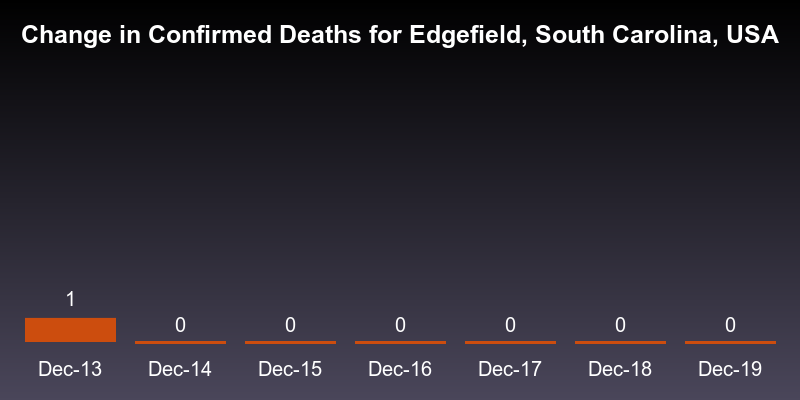 Change in Confirmed Deaths for Edgefield, South Carolina, USA
1
0 0 0 0 0 0
Dec-13 Dec-14 Dec-15 Dec-16 Dec-17 Dec-18 Dec-19